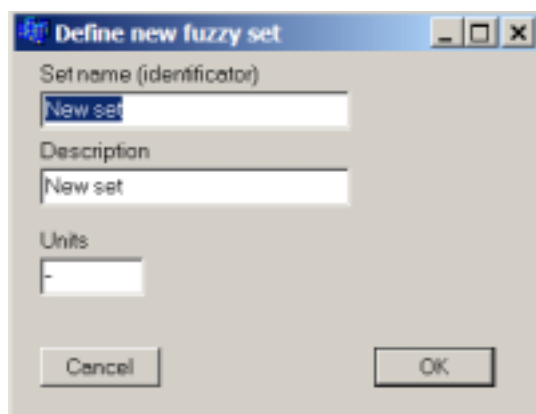 Define new fuzzy set
Set name (identificator)
New set
Description
New set
Units
-
Cancel OK